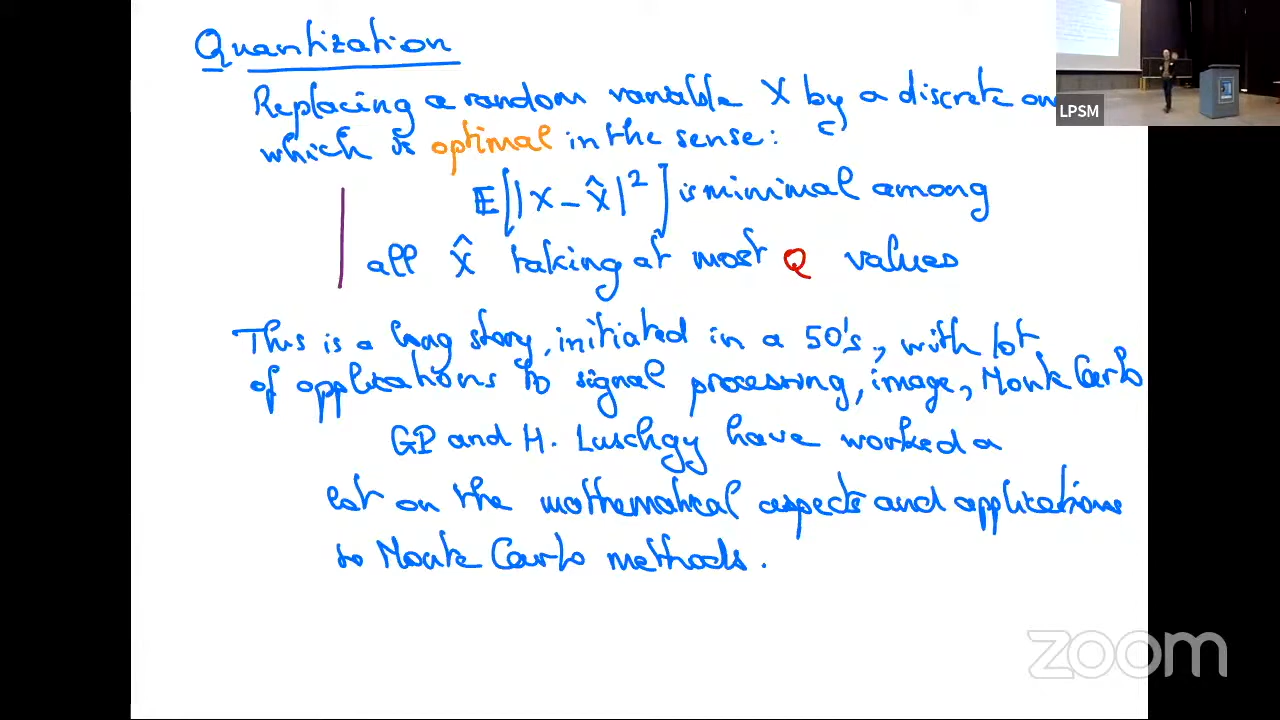 Quantization
Replacing a random variable X by a discrete on
which is optimal in the sense:
E[|X - X̂|²] is minimal among
all X̂ taking at most Q values
This is a long story, initiated in a 50's, with lot
of applications to signal processing, image, Monte Carlo
GP and H. Luschgy have worked a
lot on the mathematical aspects and applications
to Monte Carlo methods.
LPSM
zoom